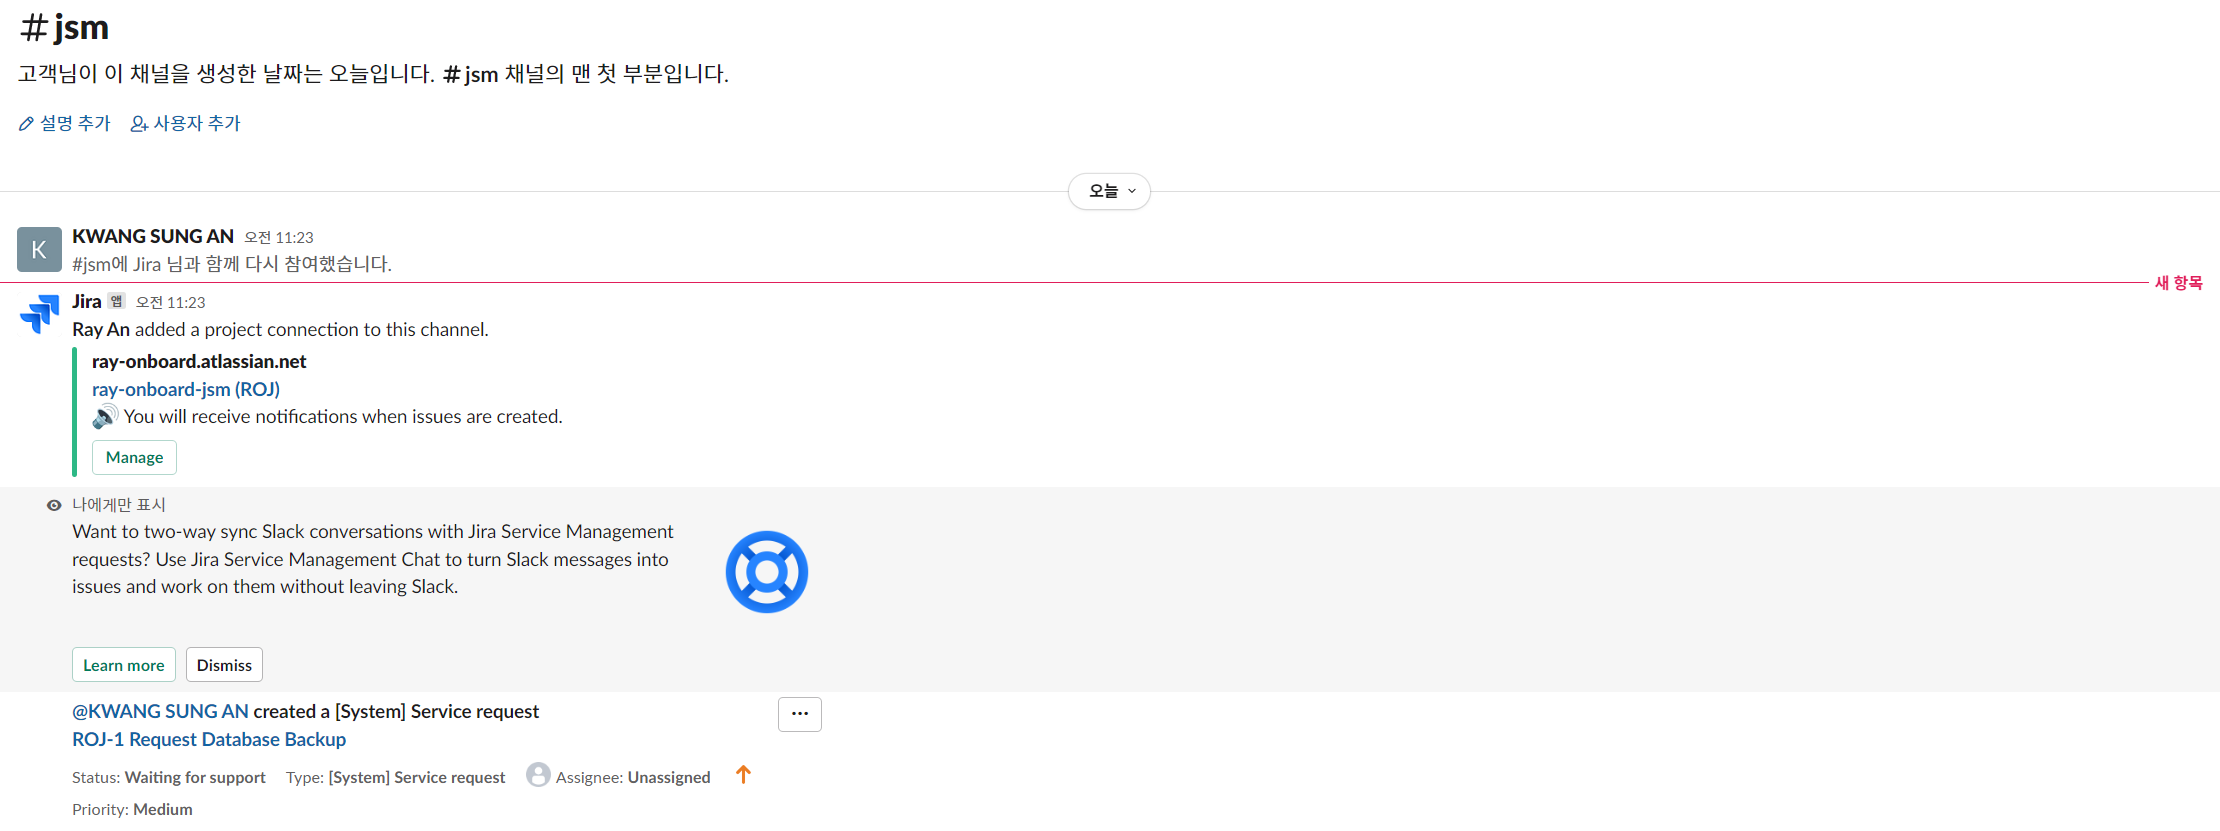 #jsm
고객님이 이 채널을 생성한 날짜는 오늘입니다. #jsm 채널의 맨 첫 부분입니다.
설명 추가 사용자 추가
오늘
K
KWANG SUNG AN 오전 11:23
#jsm에 Jira 님과 함께 다시 참여했습니다.
새 항목
Jira 앱 오전 11:23
Ray An added a project connection to this channel.
ray-onboard.atlassian.net
ray-onboard-jsm (ROJ)
You will receive notifications when issues are created.
Manage
나에게만 표시
Want to two-way sync Slack conversations with Jira Service Management
requests? Use Jira Service Management Chat to turn Slack messages into
issues and work on them without leaving Slack.
Learn more Dismiss
@KWANG SUNG AN created a [System] Service request
ROJ-1 Request Database Backup
Status: Waiting for support Type: [System] Service request Assignee: Unassigned
Priority: Medium